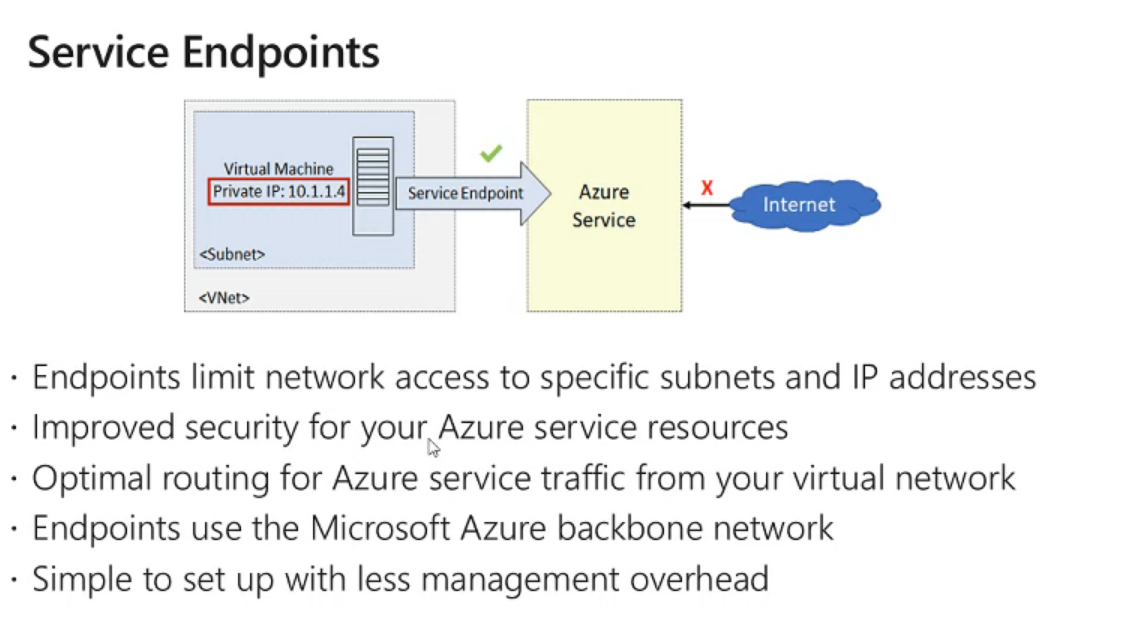 Service Endpoints
Virtual Machine
Private IP: 10.1.1.4
<Subnet>
<VNet>
Service Endpoint
Azure
Service
X
Internet
· Endpoints limit network access to specific subnets and IP addresses
· Improved security for your Azure service resources
· Optimal routing for Azure service traffic from your virtual network
· Endpoints use the Microsoft Azure backbone network
· Simple to set up with less management overhead